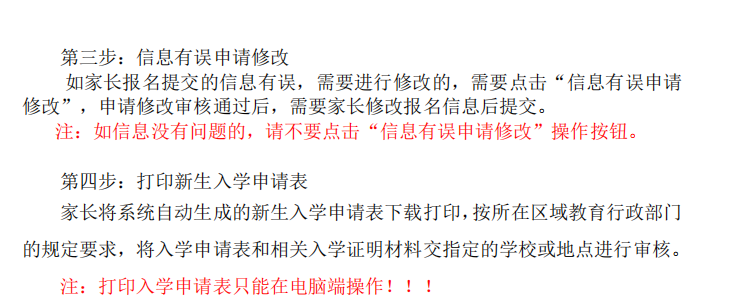 第三步：信息有误申请修改
如家长报名提交的信息有误，需要进行修改的，需要点击“信息有误申请
修改”，申请修改审核通过后，需要家长修改报名信息后提交。
注：如信息没有问题的，请不要点击“信息有误申请修改”操作按钮。
第四步：打印新生入学申请表
家长将系统自动生成的新生入学申请表下载打印，按所在区域教育行政部门
的规定要求，将入学申请表和相关入学证明材料交指定的学校或地点进行审核。
注：打印入学申请表只能在电脑端操作！！！